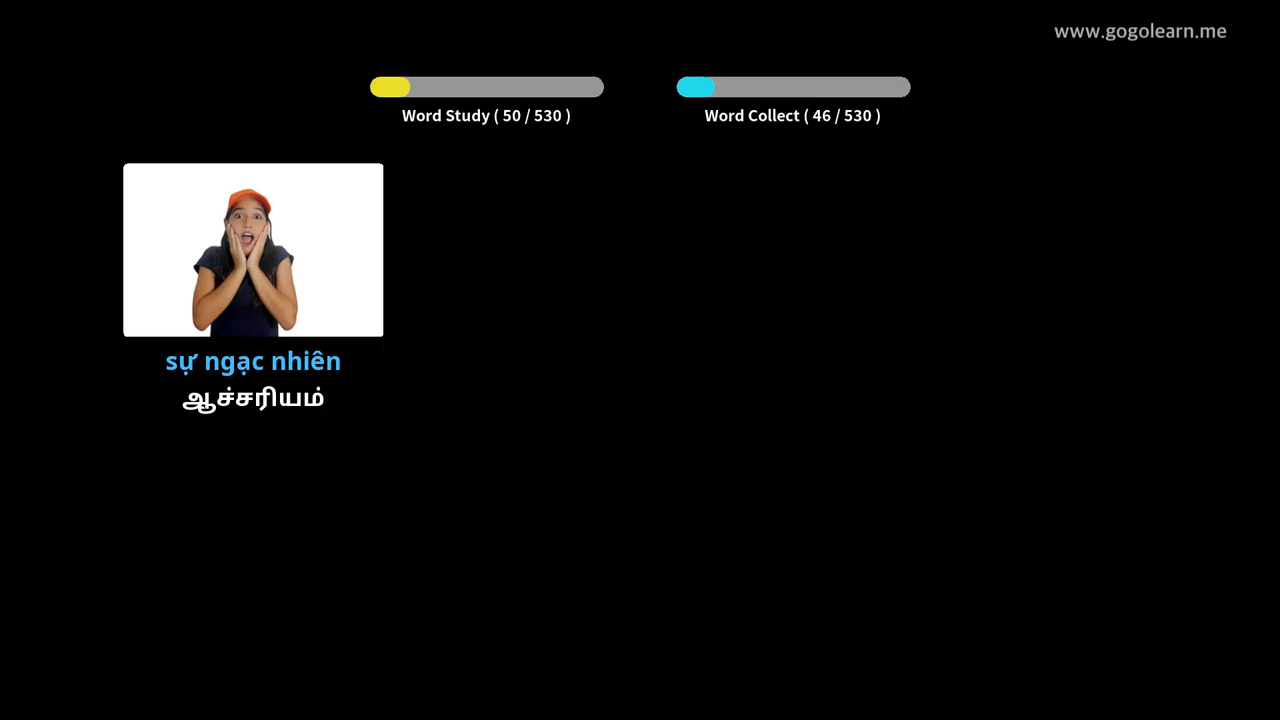 www.gogolearn.me
Word Study ( 50 / 530 )
Word Collect ( 46 / 530 )
sự ngạc nhiên
ஆச்சரியம்